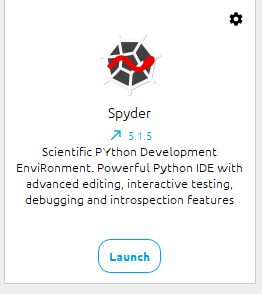 Spyder
5.1.5
Scientific PYthon Development
EnviRonment. Powerful Python IDE with
advanced editing, interactive testing,
debugging and introspection features
Launch